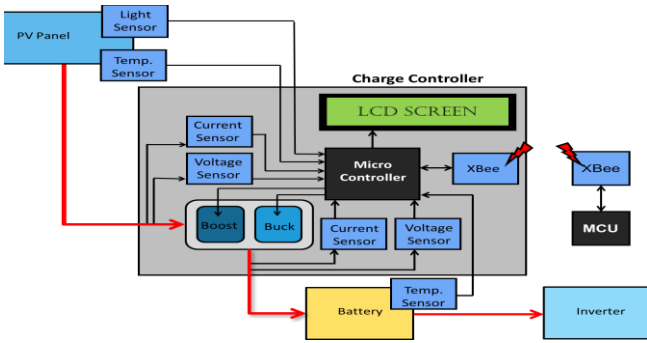 Light
Sensor
PV Panel
Temp.
Sensor
Charge Controller
LCD SCREEN
Current
Sensor
Voltage
Sensor
Micro
Controller
XBee
XBee
Boost
Buck
Current
Sensor
Voltage
Sensor
MCU
Temp.
Sensor
Battery
Inverter